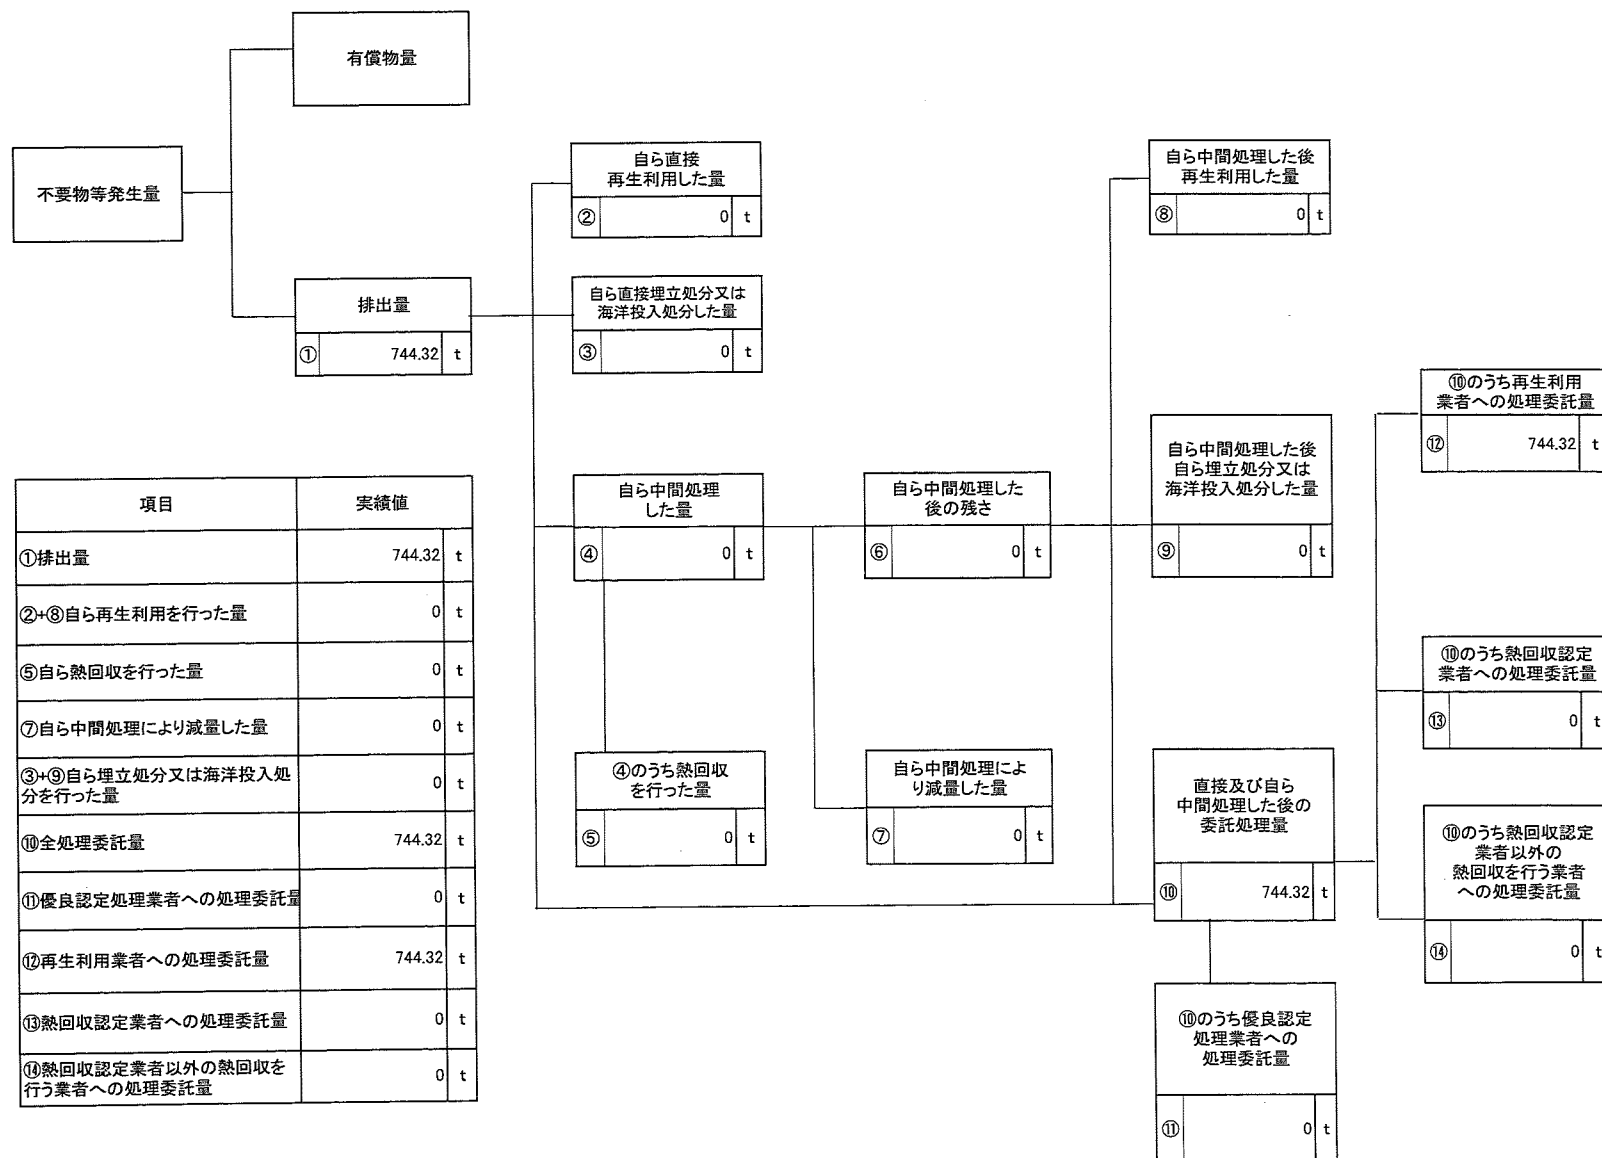 有償物量
不要物等発生量
排出量
① 744.32 t
自ら直接
再生利用した量
② 0 t
自ら直接埋立処分又は
海洋投入処分した量
③ 0 t
自ら中間処理
した量
④ 0 t
④のうち熱回収
を行った量
⑤ 0 t
自ら中間処理した
後の残さ
⑥ 0 t
自ら中間処理によ
り減量した量
⑦ 0 t
自ら中間処理した後
再生利用した量
⑧ 0 t
自ら中間処理した後
自ら埋立処分又は
海洋投入処分した量
⑨ 0 t
直接及び自ら
中間処理した後の
委託処理量
⑩ 744.32 t
⑩のうち優良認定
処理業者への
処理委託量
⑪ 0 t
⑩のうち再生利用
業者への処理委託量
⑫ 744.32 t
⑩のうち熱回収認定
業者への処理委託量
⑬ 0 t
⑩のうち熱回収認定
業者以外の
熱回収を行う業者
への処理委託量
⑭ 0 t
項目 実績値
①排出量 744.32 t
②+⑧自ら再生利用を行った量 0 t
⑤自ら熱回収を行った量 0 t
⑦自ら中間処理により減量した量 0 t
③+⑨自ら埋立処分又は海洋投入処
分を行った量 0 t
⑩全処理委託量 744.32 t
⑪優良認定処理業者への処理委託量 0 t
⑫再生利用業者への処理委託量 744.32 t
⑬熱回収認定業者への処理委託量 0 t
⑭熱回収認定業者以外の熱回収を
行う業者への処理委託量 0 t